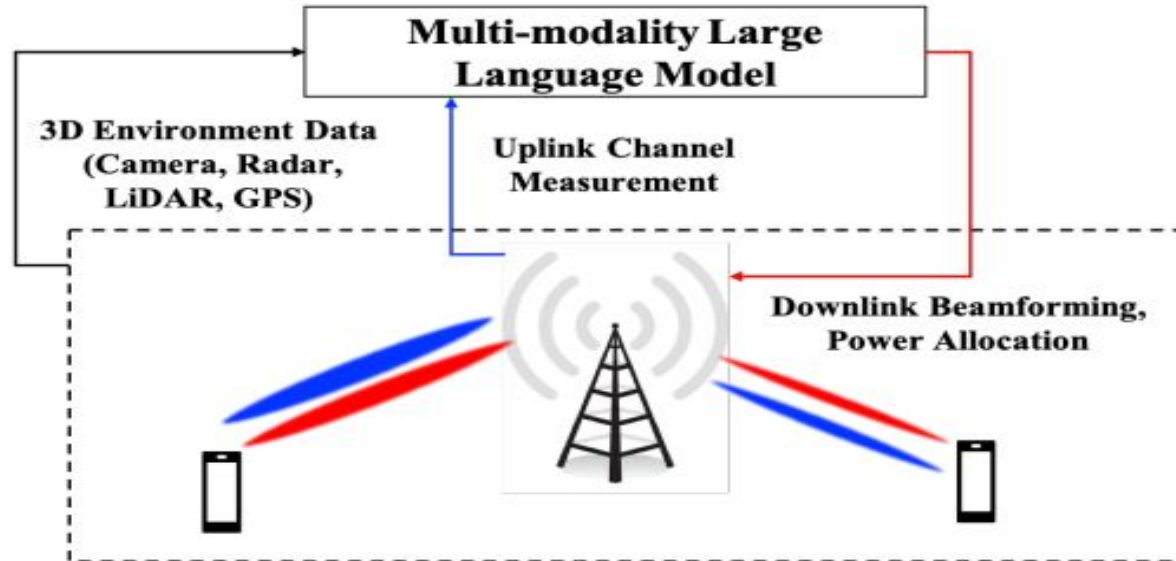 Multi-modality Large
Language Model
3D Environment Data
(Camera, Radar,
LiDAR, GPS)
Uplink Channel
Measurement
Downlink Beamforming,
Power Allocation